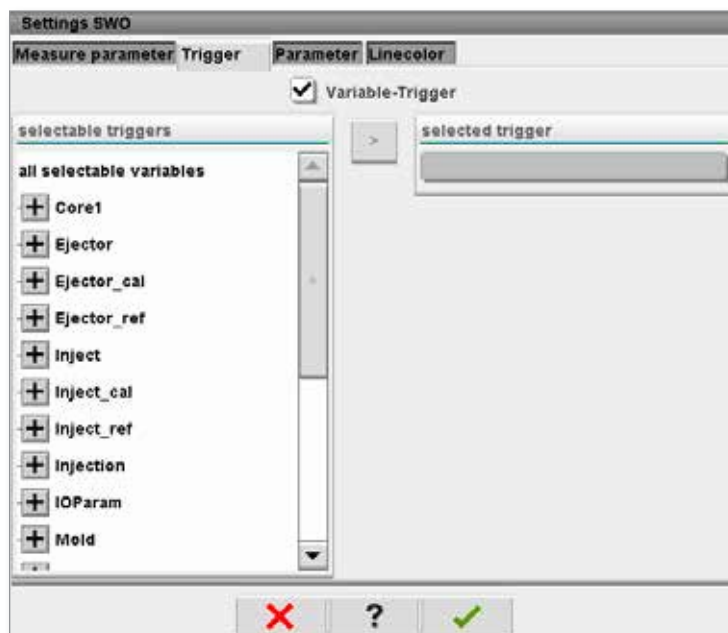 Settings SWO
Measure parameter Trigger Parameter Linecolor
Variable-Trigger
selectable triggers
>
selected trigger
all selectable variables
Core1
Ejector
Ejector_cal
Ejector_ref
Inject
Inject_cal
Inject_ref
Injection
IOParam
Mold
?